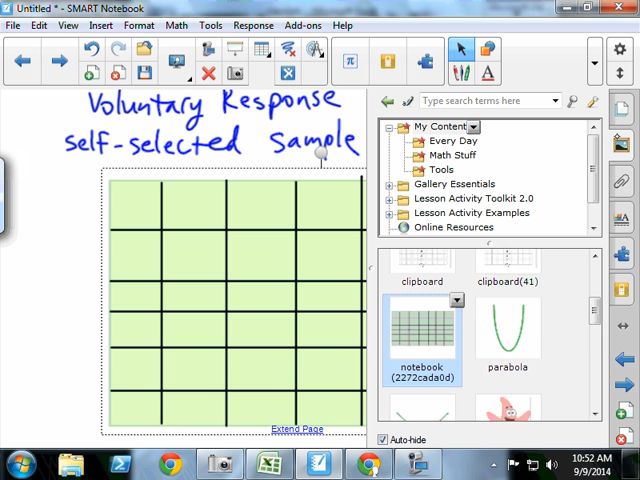 Untitled * - SMART Notebook
File Edit View Insert Format Math Tools Response Add-ons Help
π
A
Voluntary Response
self-selected Sample
Type search terms here
My Content
Every Day
Math Stuff
Tools
Gallery Essentials
Lesson Activity Toolkit 2.0
Lesson Activity Examples
Online Resources
clipboard clipboard(41)
notebook
(2272cada0d)
parabola
Extend Page
Auto-hide
10:52 AM
9/9/2014